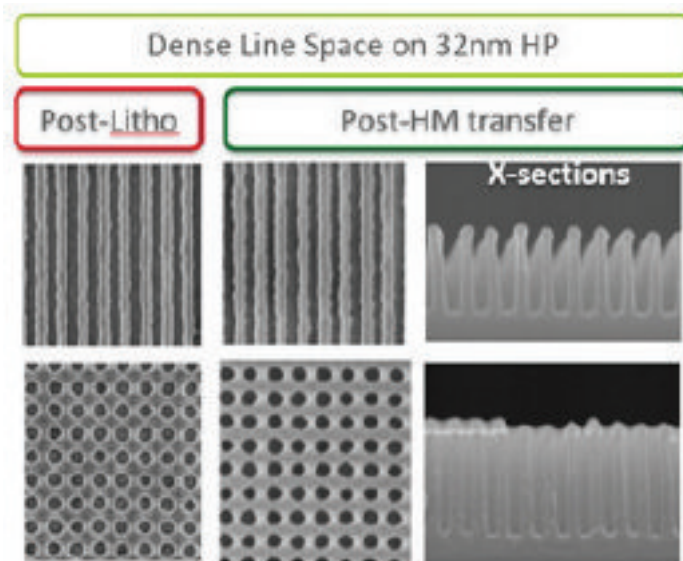 Dense Line Space on 32nm HP
Post-Litho
Post-HM transfer
X-sections